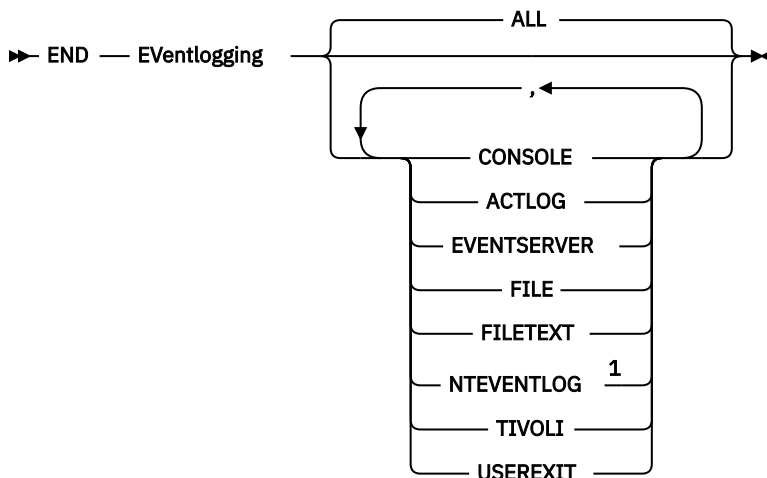 ALL
END EVentlogging
,
CONSOLE
ACTLOG
EVENTSERVER
FILE
FILETEXT
NTEVENTLOG 1
TIVOLI
USEREXIT